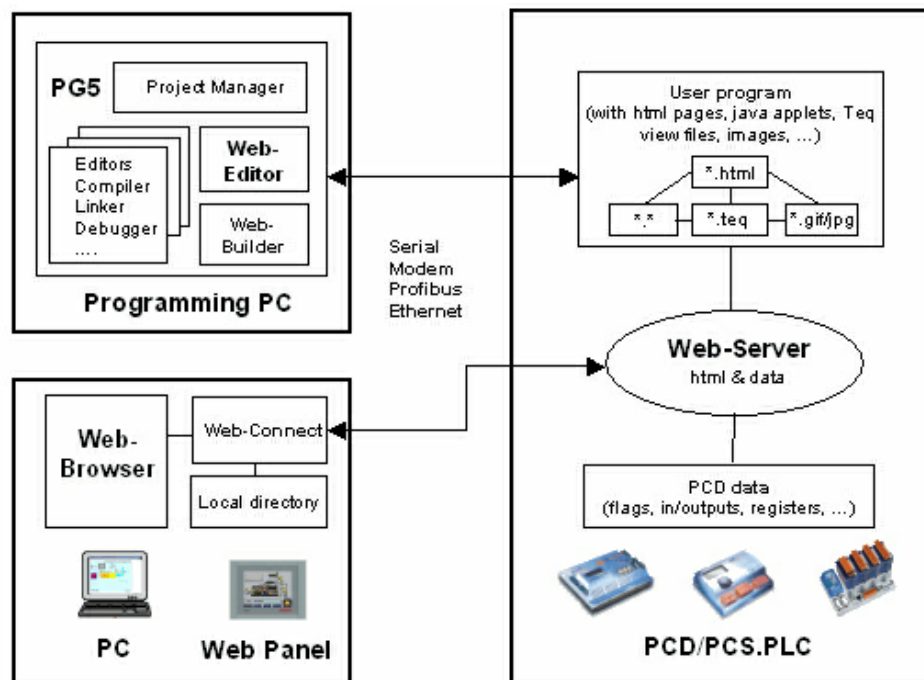 PG5
Project Manager
Editors
Compiler
Linker
Debugger
....
Web-
Editor
Web-
Builder
Programming PC
Serial
Modem
Profibus
Ethernet
User program
(with html pages, java applets, Teq
view files, images, ...)
*.html
*.*
*.teq
*.gif/jpg
Web-Server
html & data
PCD data
(flags, in/outputs, registers, ...)
PCD/PCS.PLC
Web-
Browser
Web-Connect
Local directory
PC
Web Panel